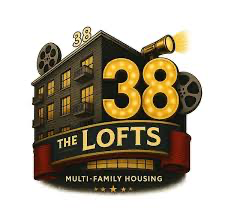 38
38
THE LOFTS
MULTI-FAMILY HOUSING